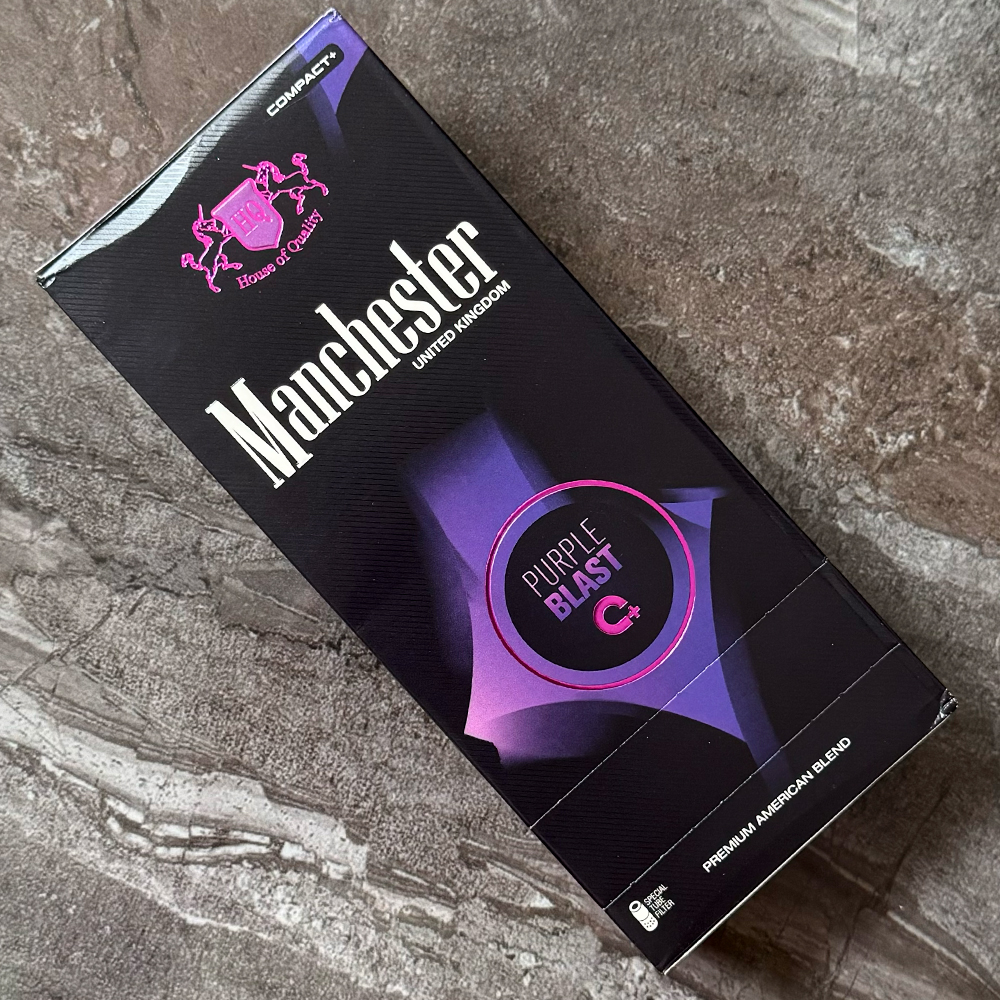 COMPACT+
HQ
House of Quality
Manchester
UNITED KINGDOM
PURPLE
BLAST
PREMIUM AMERICAN BLEND
SPECIAL
TUBE
FILTER